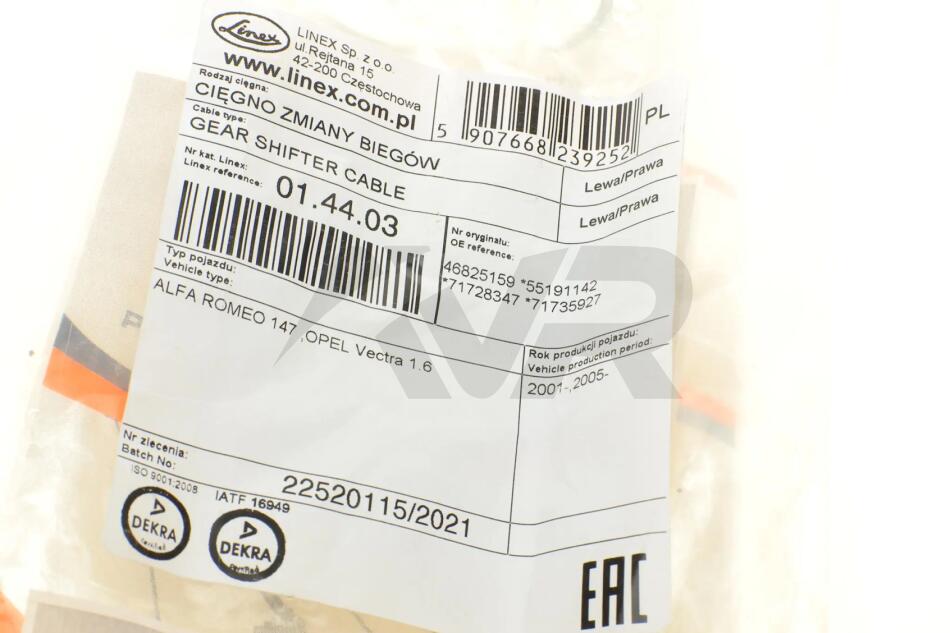 Linex
LINEX Sp. z o.o.
ul.Rejtana 15
42-200 Częstochowa
www.linex.com.pl
5 907668 239252
PL
Rodzaj cięgna:
CIĘGNO ZMIANY BIEGÓW
Lewa/Prawa
Cable type:
GEAR SHIFTER CABLE
Lewa/Prawa
Nr kat. Linex:
Linex reference:
01.44.03
Nr oryginału:
OE reference:
46825159 *55191142
*71728347 *71735927
Typ pojazdu:
Vehicle type:
ALFA ROMEO 147 ,OPEL Vectra 1.6
Rok produkcji pojazdu:
Vehicle production period:
2001-,2005-
Nr zlecenia:
Batch No:
22520115/2021
ISO 9001:2008
IATF 16949
DEKRA
certified
DEKRA
certified
EAC